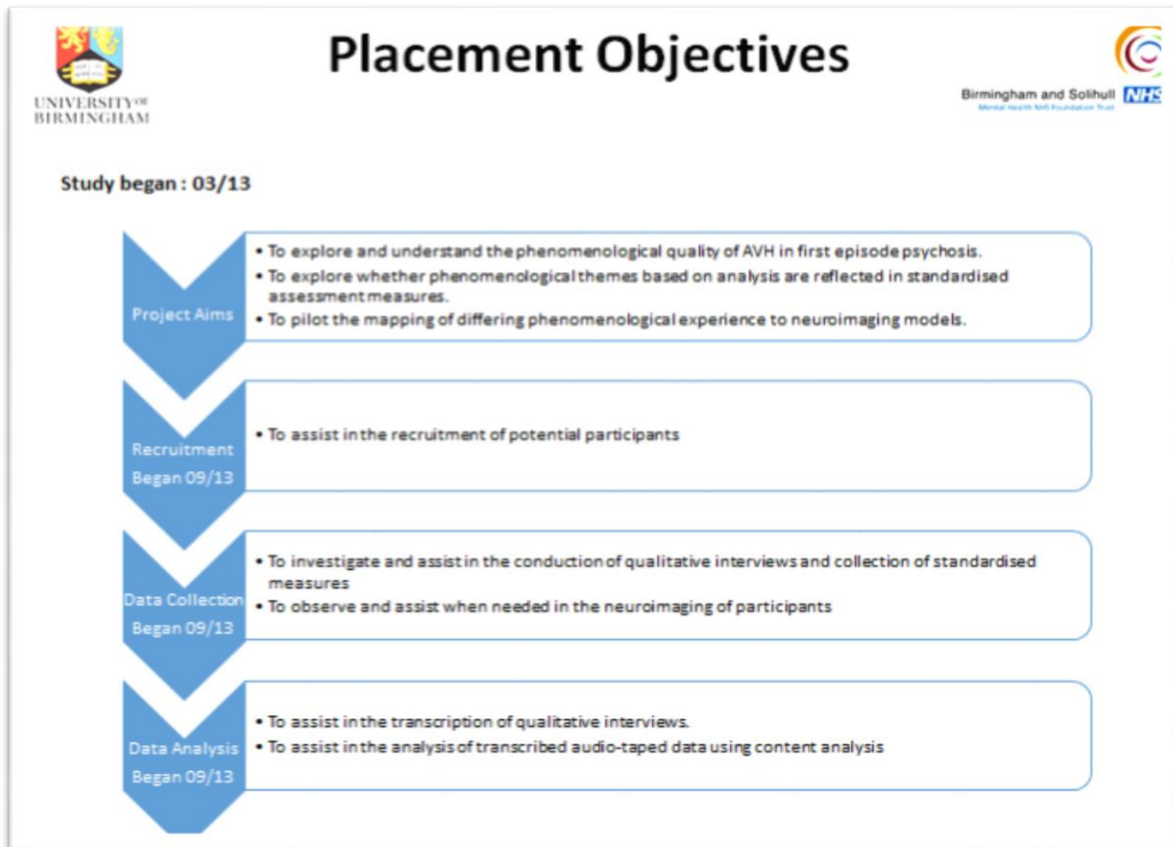 Placement Objectives
UNIVERSITY OF
BIRMINGHAM
Birmingham and Solihull NHS
Mental Health NHS Foundation Trust
Study began : 03/13
Project Aims
• To explore and understand the phenomenological quality of AVH in first episode psychosis.
• To explore whether phenomenological themes based on analysis are reflected in standardised
assessment measures.
• To pilot the mapping of differing phenomenological experience to neuroimaging models.
Recruitment
Began 09/13
• To assist in the recruitment of potential participants
Data Collection
Began 09/13
• To investigate and assist in the conduction of qualitative interviews and collection of standardised
measures
• To observe and assist when needed in the neuroimaging of participants
Data Analysis
Began 09/13
• To assist in the transcription of qualitative interviews.
• To assist in the analysis of transcribed audio-taped data using content analysis